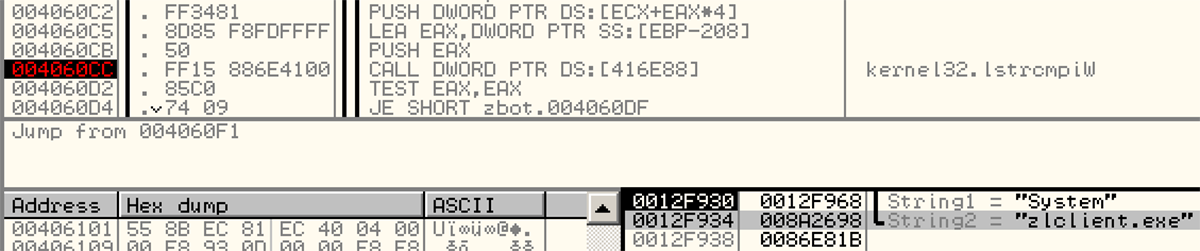 004060C2 . FF3481 PUSH DWORD PTR DS:[ECX+EAX*4]
004060C5 . 8D85 F8FDFFFF LEA EAX,DWORD PTR SS:[EBP-208]
004060CB . 50 PUSH EAX
004060CC . FF15 886E4100 CALL DWORD PTR DS:[416E88] kernel32.lstrcmpiW
004060D2 . 85C0 TEST EAX,EAX
004060D4 .v74 09 JE SHORT zbot.004060DF
Jump from 004060F1
Address Hex dump ASCII
00406101 55 8B EC 81 EC 40 04 00
0012F930 0012F968 String1 = "System"
0012F934 008A2698 String2 = "zlclient.exe"
0012F938 0086E81B